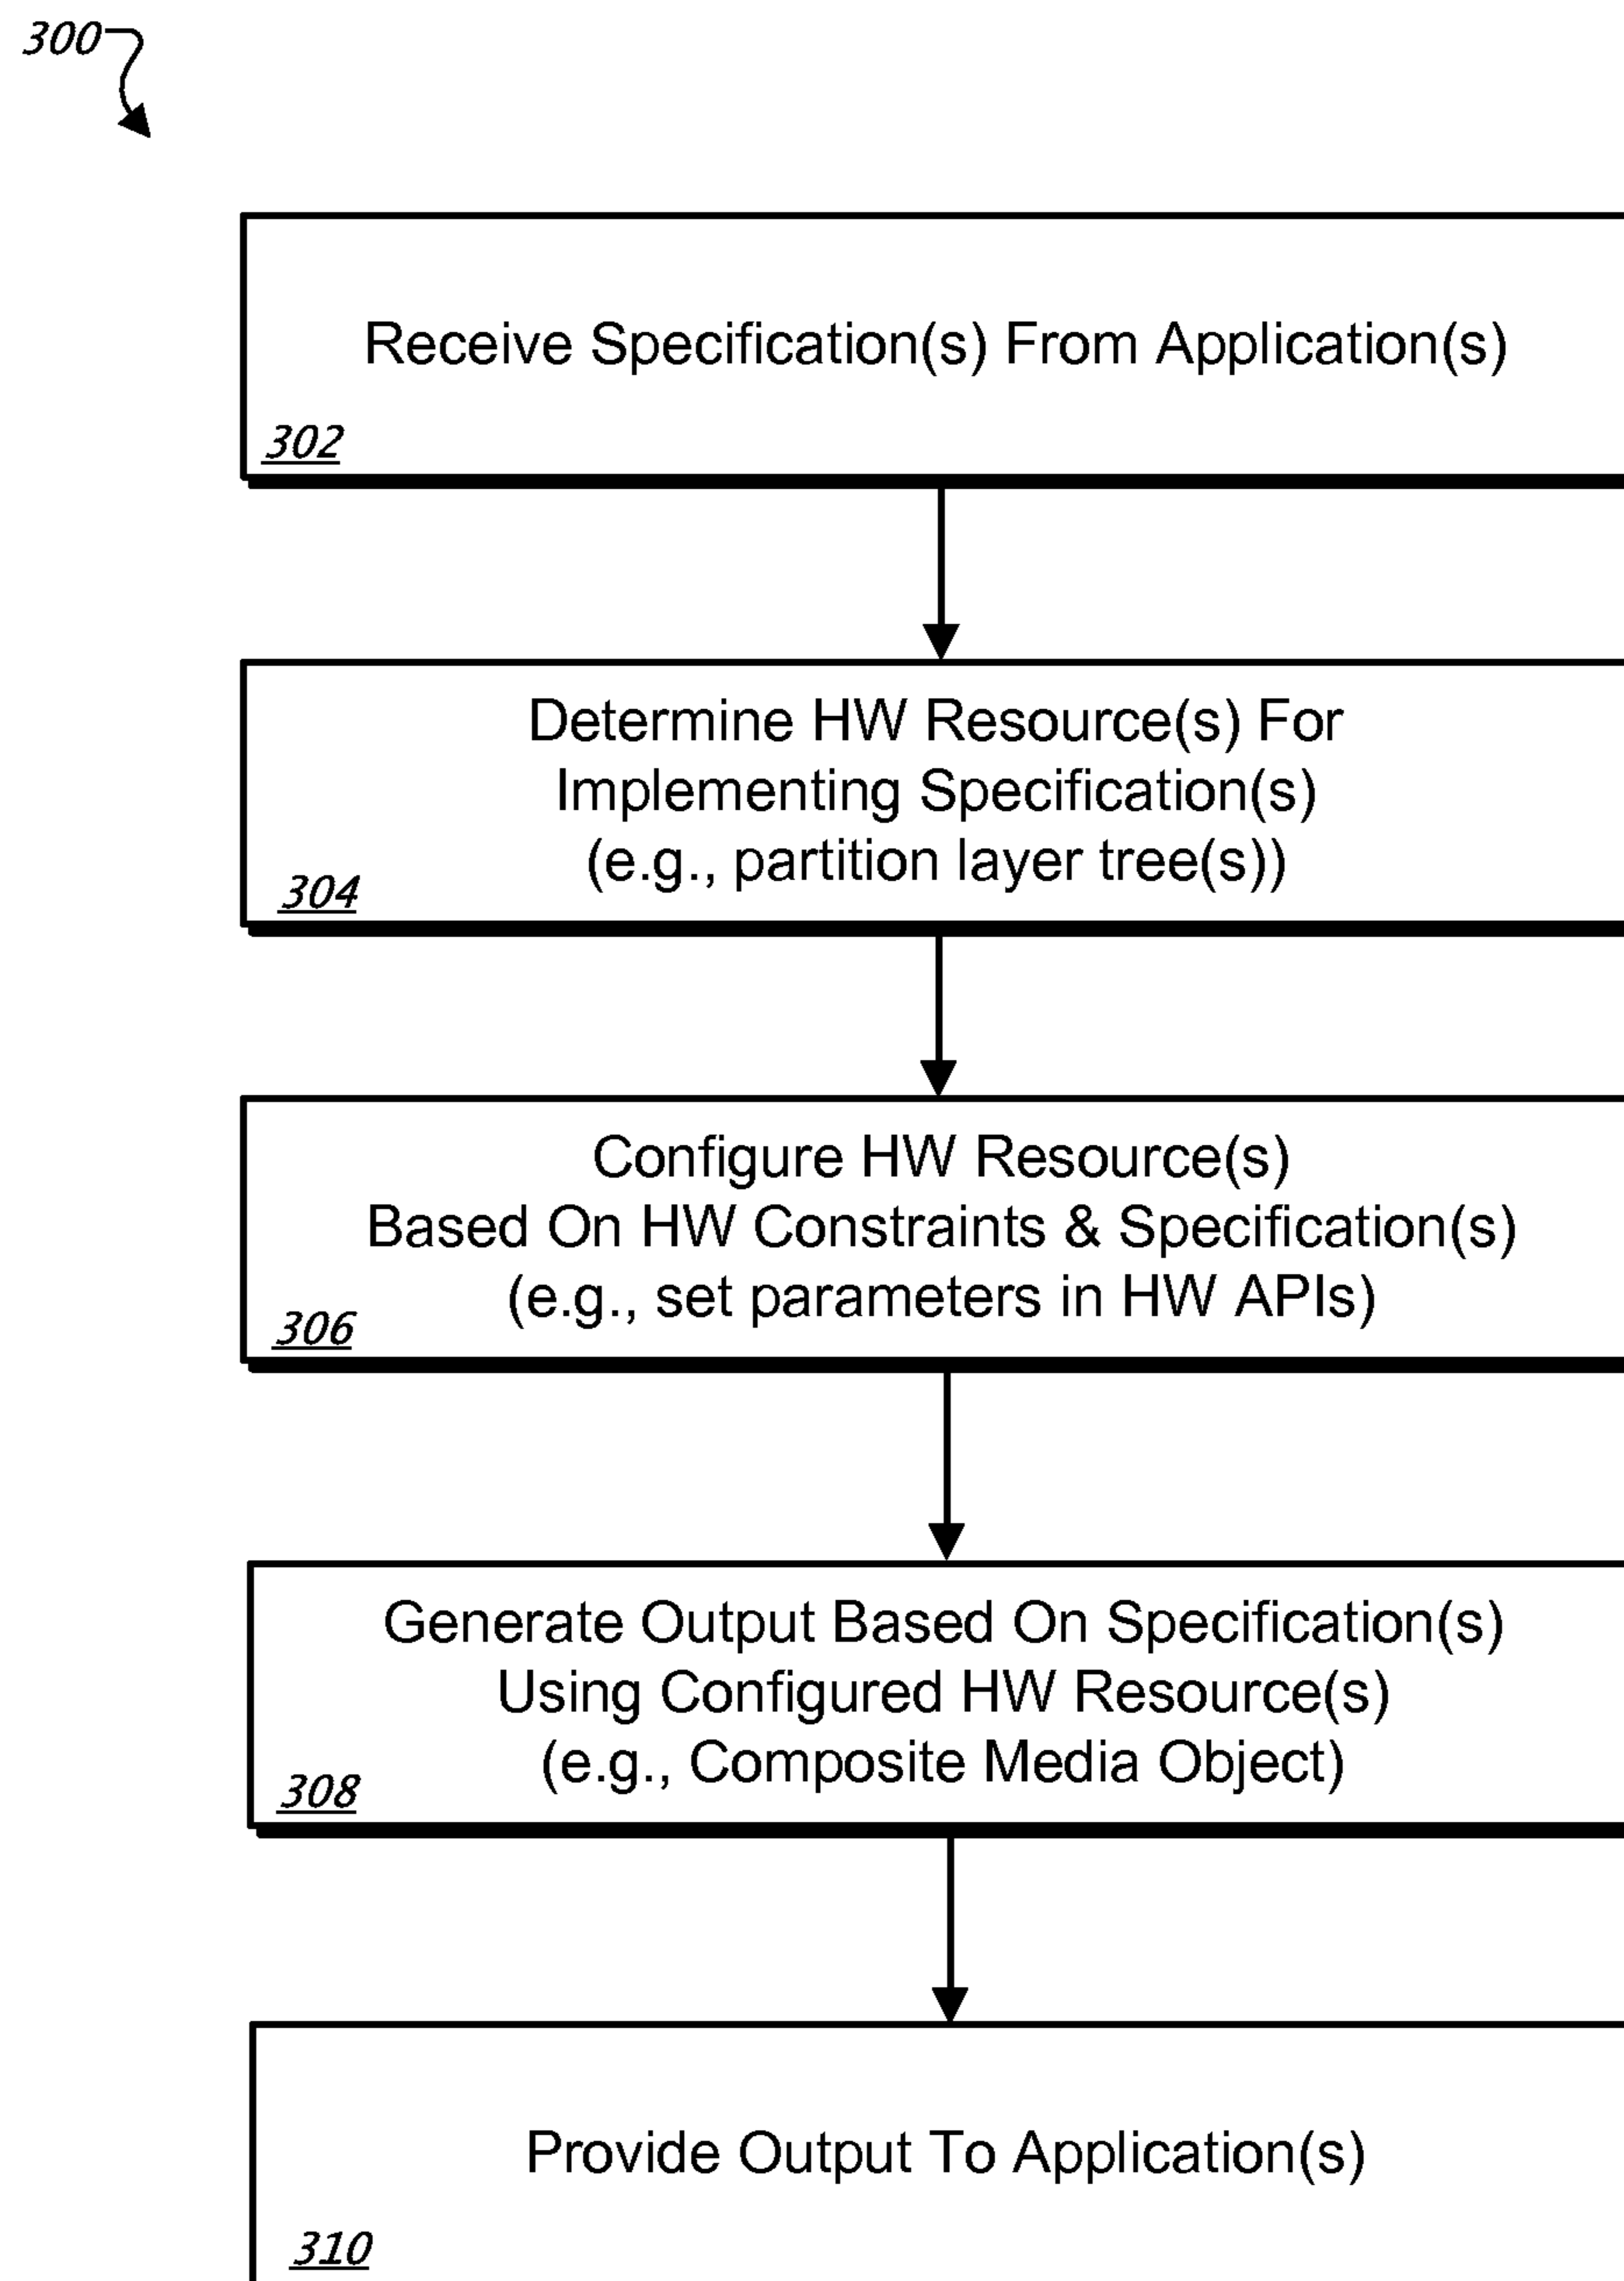 300
Receive Specification(s) From Application(s)
302
Determine HW Resource(s) For
Implementing Specification(s)
(e.g., partition layer tree(s))
304
Configure HW Resource(s)
Based On HW Constraints & Specification(s)
(e.g., set parameters in HW APIs)
306
Generate Output Based On Specification(s)
Using Configured HW Resource(s)
(e.g., Composite Media Object)
308
Provide Output To Application(s)
310